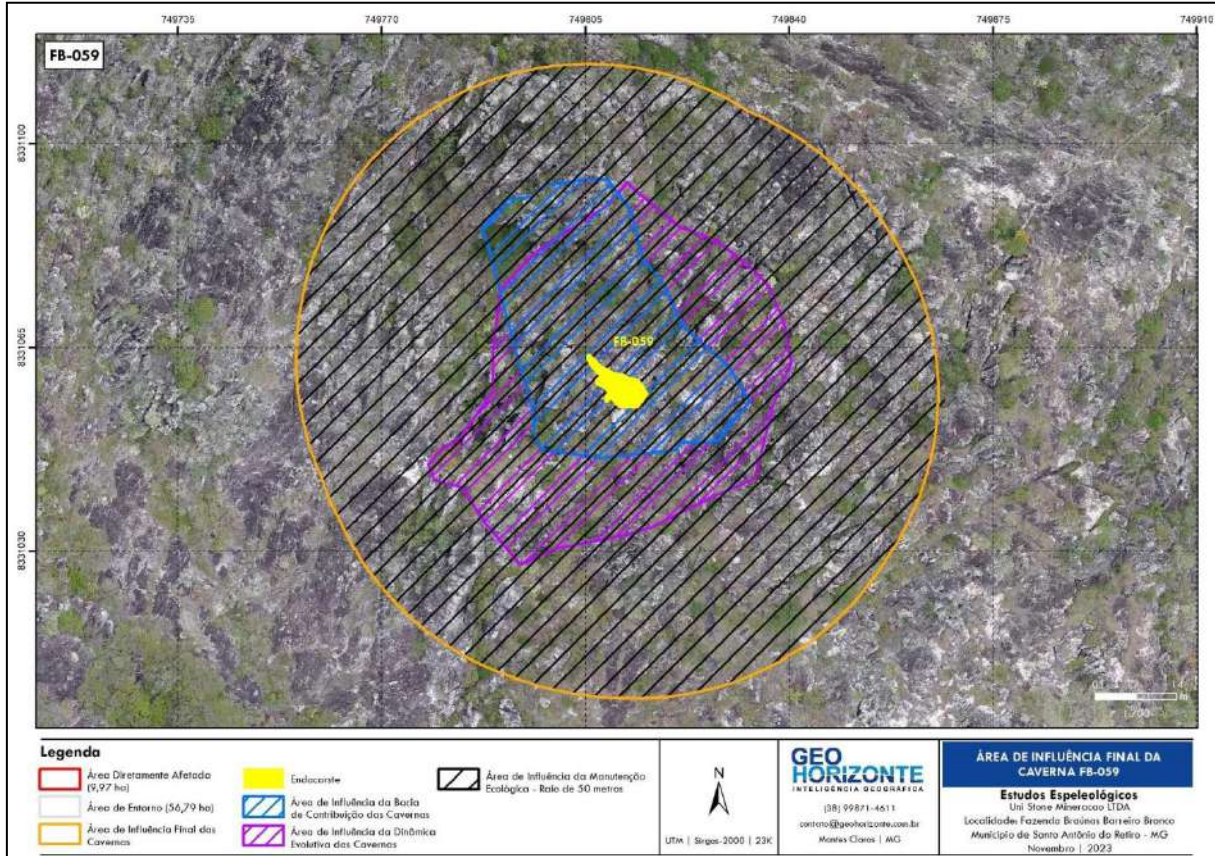 749735 749770 749805 749840 749875 749910
FB-059
8331100
8331065
8331030
FB-059
m
Legenda
Área Diretamente Afetada
(9,97 ha)
Área de Entorno (56,79 ha)
Área de Influência Final das
Cavernas
Endocarste
Área de Influência da Bacia
de Contribuição das Cavernas
Área de Influência da Dinâmica
Evolutiva das Cavernas
Área de Influência da Manutenção
Ecológica - Raio de 50 metros
N
UTM | Sirgas-2000 | 23K
GEO
HORIZONTE
INTELIGÊNCIA GEOGRÁFICA
(38) 99871-4611
contato@geohorizonte.com.br
Montes Claros | MG
ÁREA DE INFLUÊNCIA FINAL DA
CAVERNA FB-059
Estudos Espeleológicos
Uni Stone Mineracao LTDA
Localidade: Fazenda Braúnas Barreiro Branco
Município de Santo Antônio do Retiro - MG
Novembro | 2023